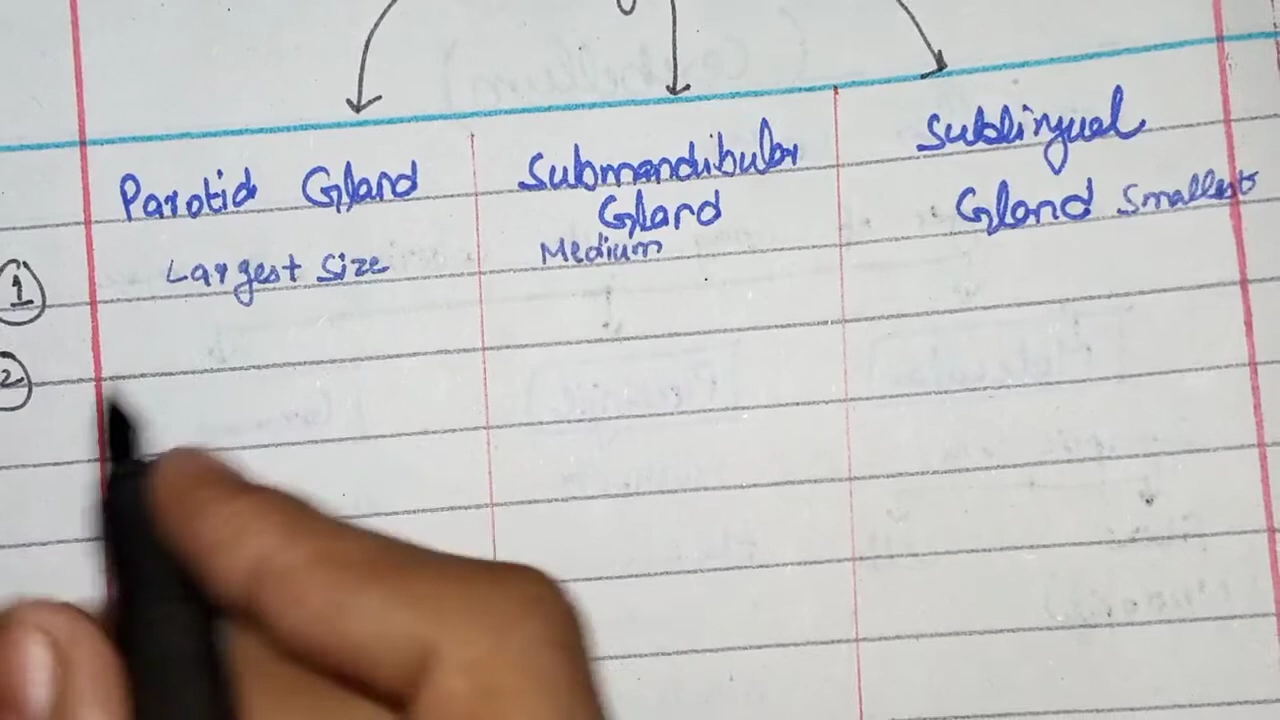 Parotid Gland
Submandibular
Gland
Sublingual
Gland Smallest
1
Largest Size
Medium
2